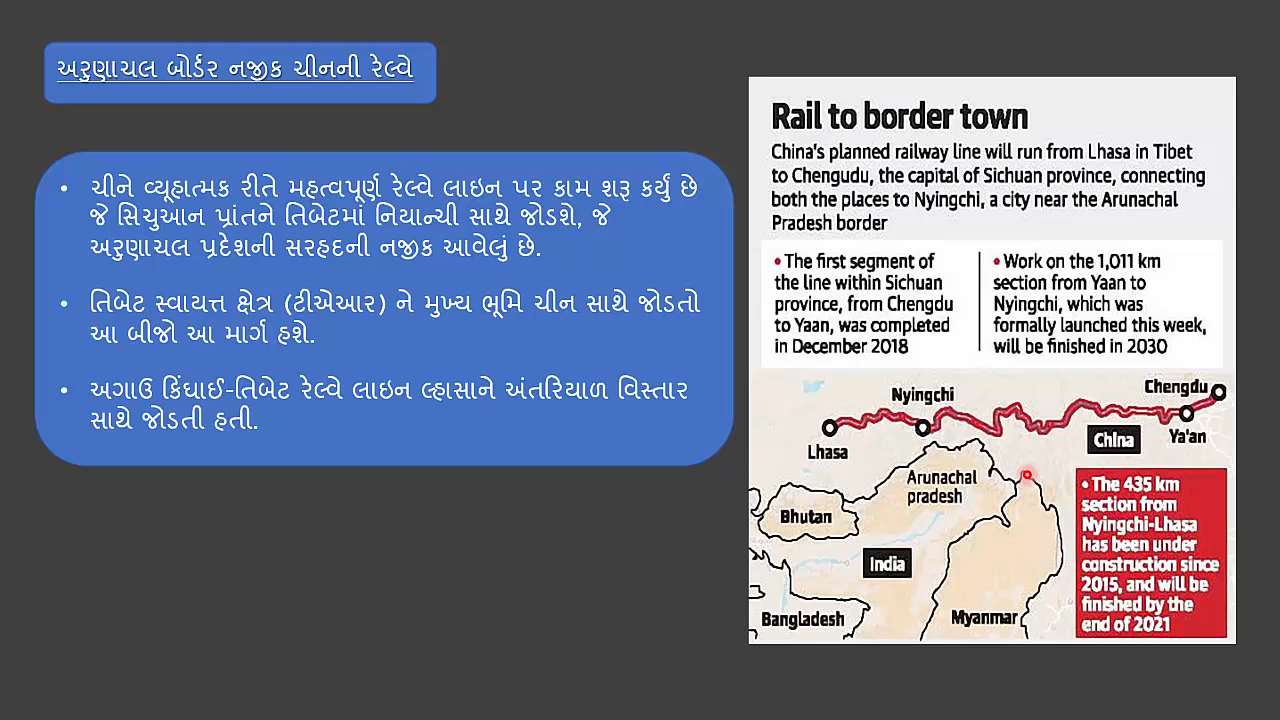 અરુણાચલ બોર્ડર નજીક ચીનની રેલ્વે
• ચીને વ્યૂહાત્મક રીતે મહત્વપૂર્ણ રેલ્વે લાઇન પર કામ શરૂ કર્યું છે
જે સિચુઆન પ્રાંતને તિબેટમાં નિયાન્ચી સાથે જોડશે, જે
અરુણાચલ પ્રદેશની સરહદની નજીક આવેલું છે.
• તિબેટ સ્વાયત્ત ક્ષેત્ર (ટીએઆર) ને મુખ્ય ભૂમિ ચીન સાથે જોડતો
આ બીજો આ માર્ગ હશે.
• અગાઉ કિંઘાઈ-તિબેટ રેલ્વે લાઇન લ્હાસાને અંતરિયાળ વિસ્તાર
સાથે જોડતી હતી.
Rail to border town
China's planned railway line will run from Lhasa in Tibet
to Chengudu, the capital of Sichuan province, connecting
both the places to Nyingchi, a city near the Arunachal
Pradesh border
• The first segment of
the line within Sichuan
province, from Chengdu
to Yaan, was completed
in December 2018
• Work on the 1,011 km
section from Yaan to
Nyingchi, which was
formally launched this week,
will be finished in 2030
Chengdu
Nyingchi
Ya'an
China
Lhasa
Arunachal
pradesh
Bhutan
India
Bangladesh
Myanmar
• The 435 km
section from
Nyingchi-Lhasa
has been under
construction since
2015, and will be
finished by the
end of 2021